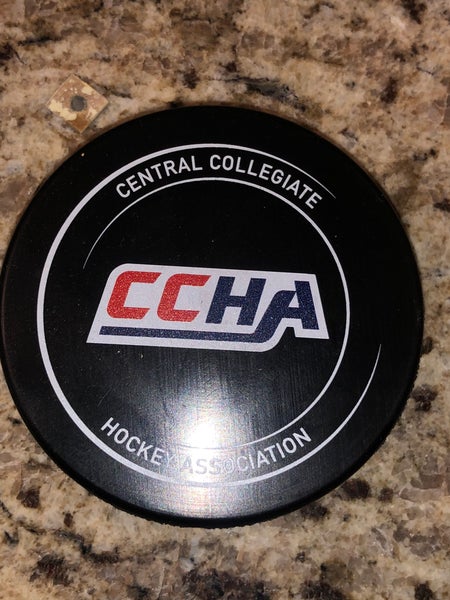 CENTRAL COLLEGIATE
CCHA
HOCKEY ASSOCIATION